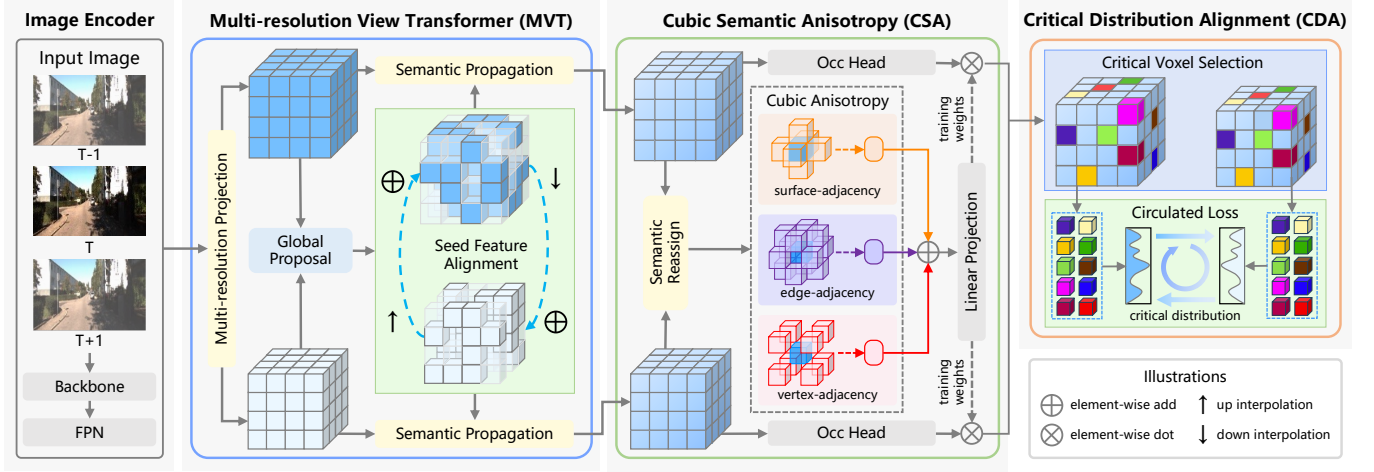 Image Encoder
Input Image
T-1
T
T+1
Backbone
FPN
Multi-resolution View Transformer (MVT)
Multi-resolution Projection
Semantic Propagation
Global
Proposal
Seed Feature
Alignment
Semantic Propagation
Cubic Semantic Anisotropy (CSA)
Occ Head
Semantic
Reassign
Cubic Anisotropy
surface-adjacency
edge-adjacency
vertex-adjacency
training
weights
Linear Projection
training
weights
Occ Head
Critical Distribution Alignment (CDA)
Critical Voxel Selection
Circulated Loss
critical distribution
Illustrations
element-wise add
up interpolation
element-wise dot
down interpolation